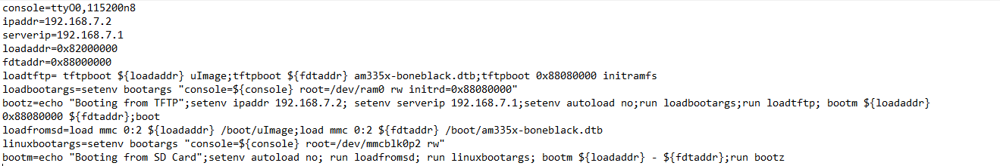 console=ttyO0,115200n8
ipaddr=192.168.7.2
serverip=192.168.7.1
loadaddr=0x82000000
fdtaddr=0x88000000
loadtftp= tftpboot ${loadaddr} uImage;tftpboot ${fdtaddr} am335x-boneblack.dtb;tftpboot 0x88080000 initramfs
loadbootargs=setenv bootargs "console=${console} root=/dev/ram0 rw initrd=0x88080000"
bootz=echo "Booting from TFTP";setenv ipaddr 192.168.7.2; setenv serverip 192.168.7.1;setenv autoload no;run loadbootargs;run loadtftp; bootm ${loadaddr}
0x88080000 ${fdtaddr};boot
loadfromsd=load mmc 0:2 ${loadaddr} /boot/uImage;load mmc 0:2 ${fdtaddr} /boot/am335x-boneblack.dtb
linuxbootargs=setenv bootargs "console=${console} root=/dev/mmcblk0p2 rw"
bootm=echo "Booting from SD Card";setenv autoload no; run loadfromsd; run linuxbootargs; bootm ${loadaddr} - ${fdtaddr};run bootz